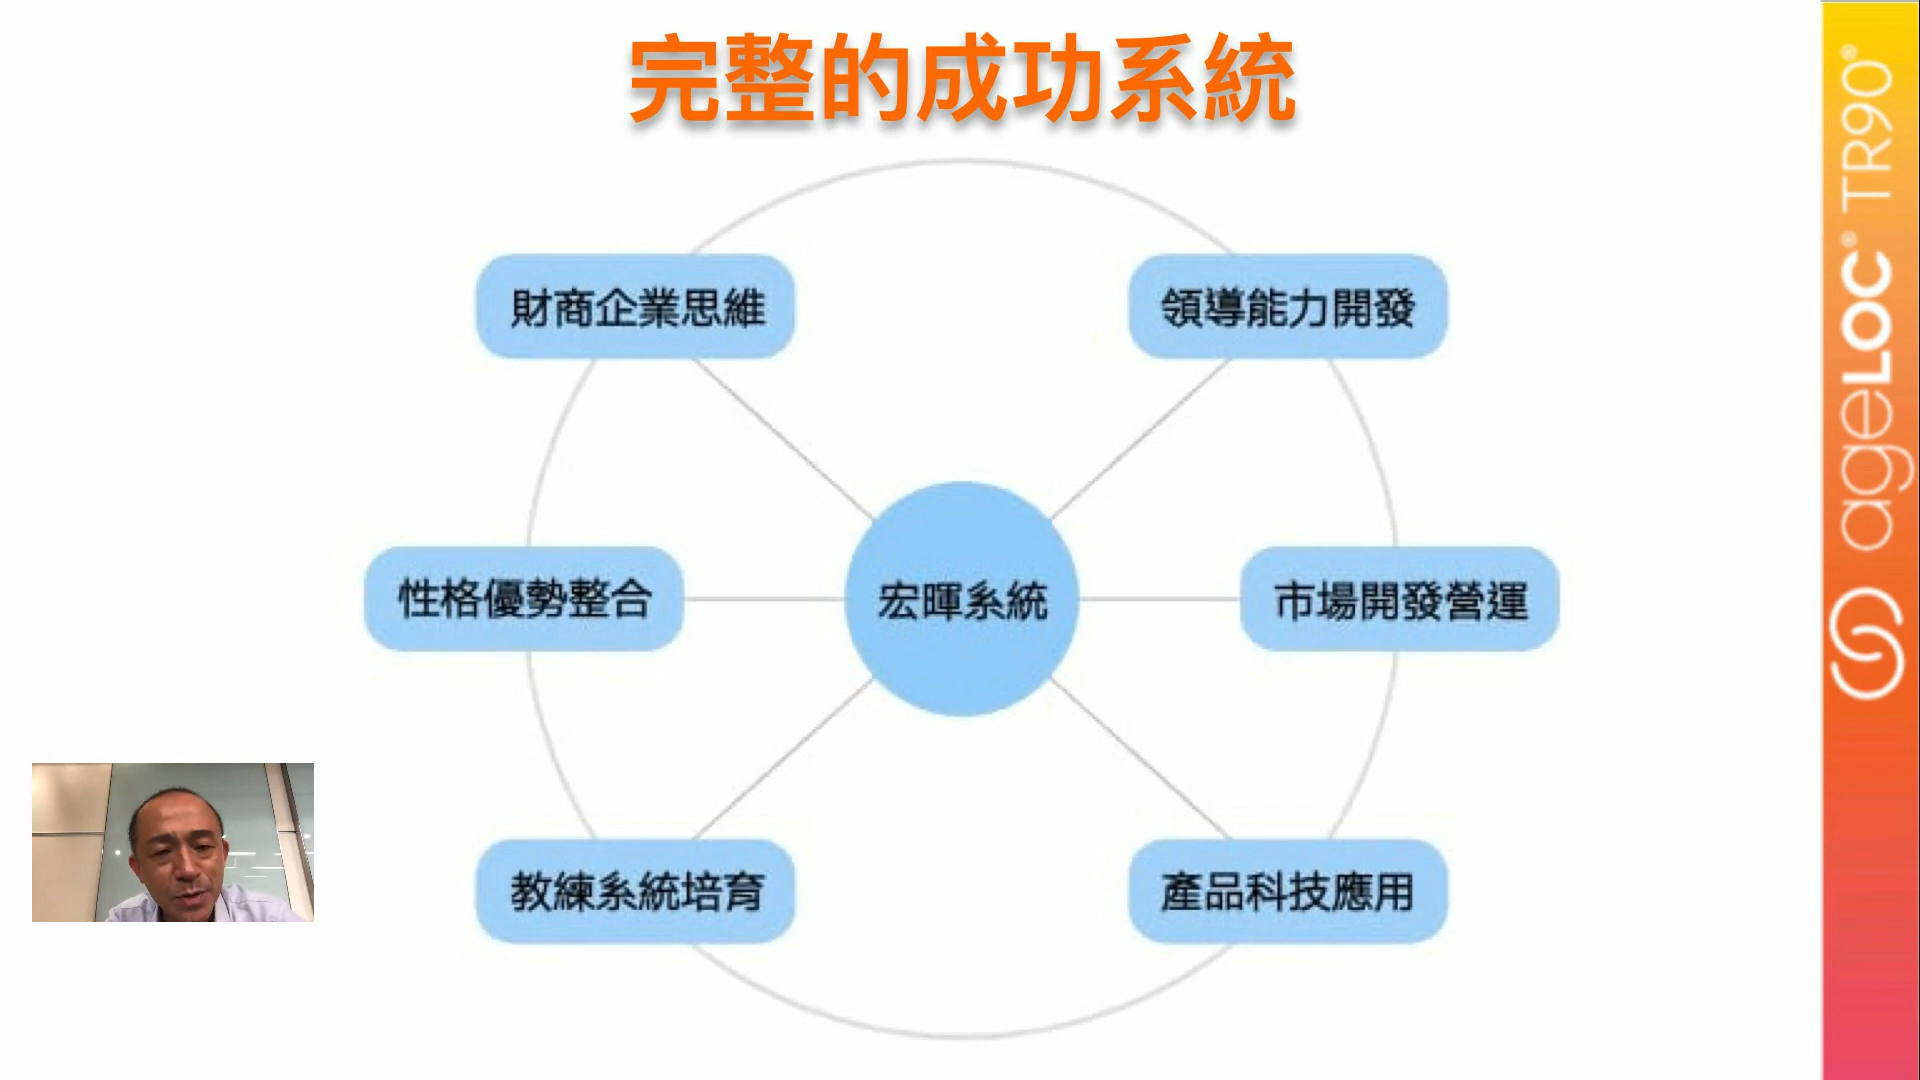 完整的成功系統
財商企業思維
領導能力開發
性格優勢整合
宏暉系統
市場開發營運
教練系統培育
產品科技應用
ageLOC® TR90®